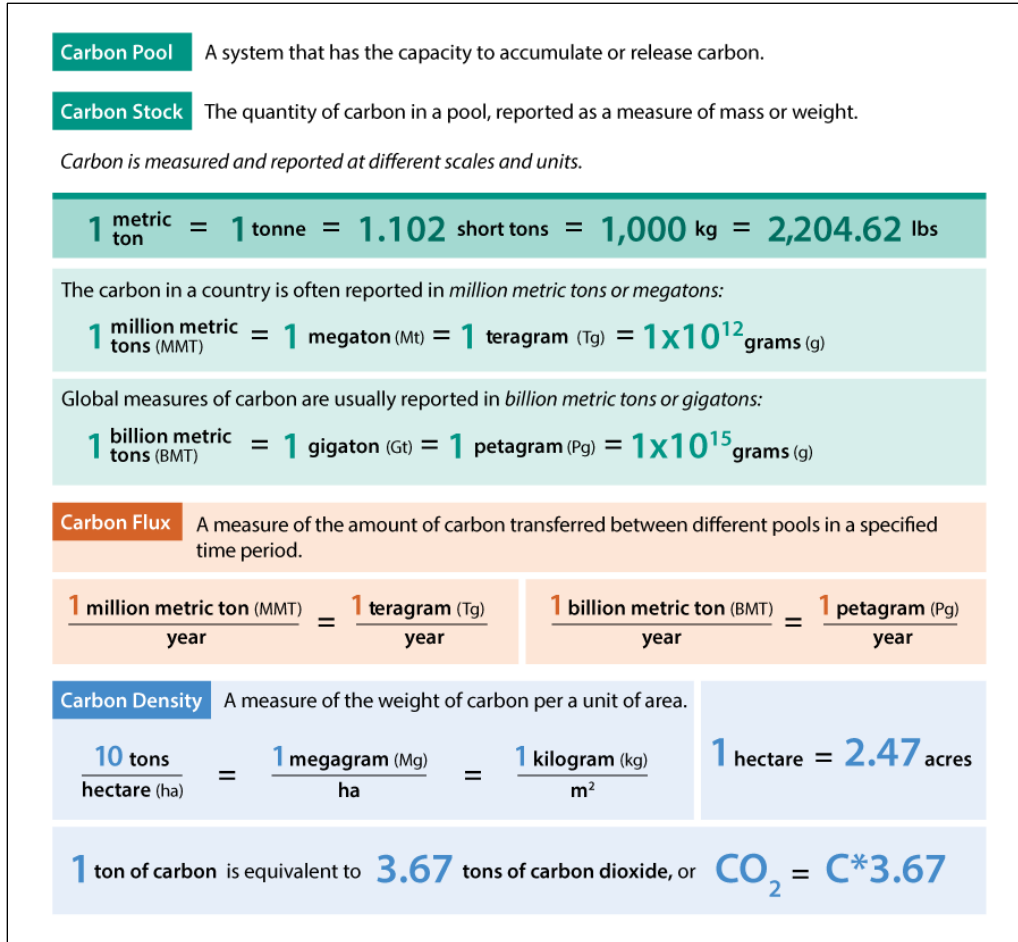 Carbon Pool A system that has the capacity to accumulate or release carbon.
Carbon Stock The quantity of carbon in a pool, reported as a measure of mass or weight.
Carbon is measured and reported at different scales and units.
1 metric ton = 1 tonne = 1.102 short tons = 1,000 kg = 2,204.62 lbs
The carbon in a country is often reported in million metric tons or megatons:
1 million metric tons (MMT) = 1 megaton (Mt) = 1 teragram (Tg) = 1x10¹² grams (g)
Global measures of carbon are usually reported in billion metric tons or gigatons:
1 billion metric tons (BMT) = 1 gigaton (Gt) = 1 petagram (Pg) = 1x10¹⁵ grams (g)
Carbon Flux A measure of the amount of carbon transferred between different pools in a specified
time period.
1 million metric ton (MMT) / year = 1 teragram (Tg) / year
1 billion metric ton (BMT) / year = 1 petagram (Pg) / year
Carbon Density A measure of the weight of carbon per a unit of area.
10 tons / hectare (ha) = 1 megagram (Mg) / ha = 1 kilogram (kg) / m²
1 hectare = 2.47 acres
1 ton of carbon is equivalent to 3.67 tons of carbon dioxide, or CO₂ = C*3.67